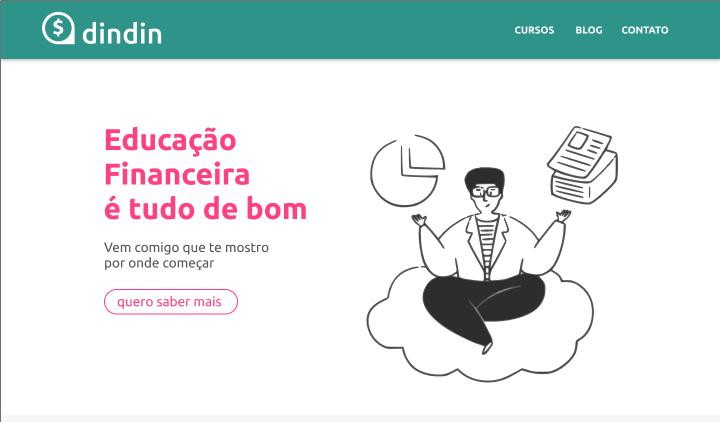 $ dindin
CURSOS BLOG CONTATO
Educação
Financeira
é tudo de bom
Vem comigo que te mostro
por onde começar
quero saber mais